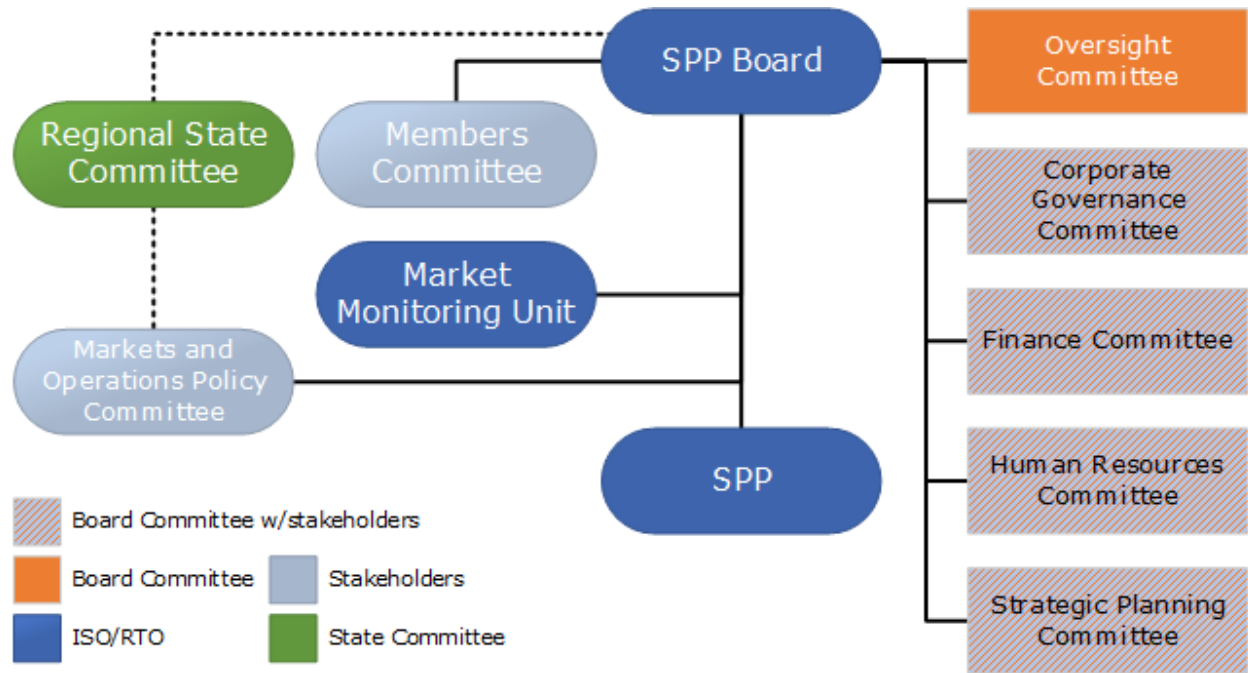 SPP Board
Oversight
Committee
Regional State
Committee
Members
Committee
Corporate
Governance
Committee
Market
Monitoring Unit
Finance Committee
Markets and
Operations Policy
Committee
SPP
Human Resources
Committee
Strategic Planning
Committee
Board Committee w/stakeholders
Board Committee
Stakeholders
ISO/RTO
State Committee